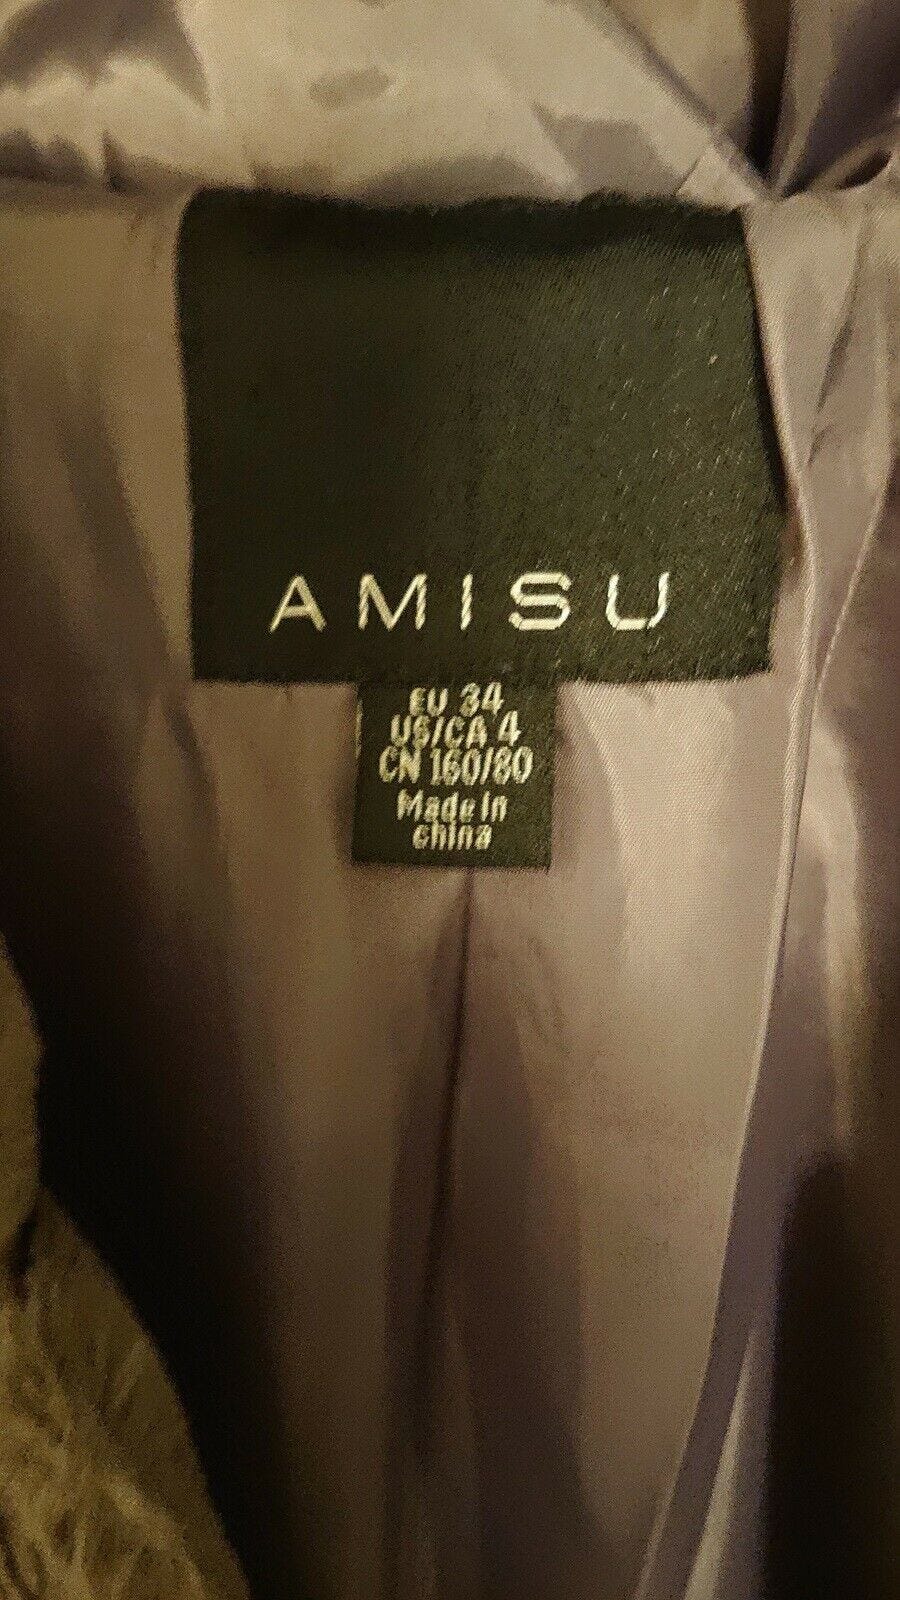 AMISU
EU 34
US/CA 4
CN 160/80
Made in
china